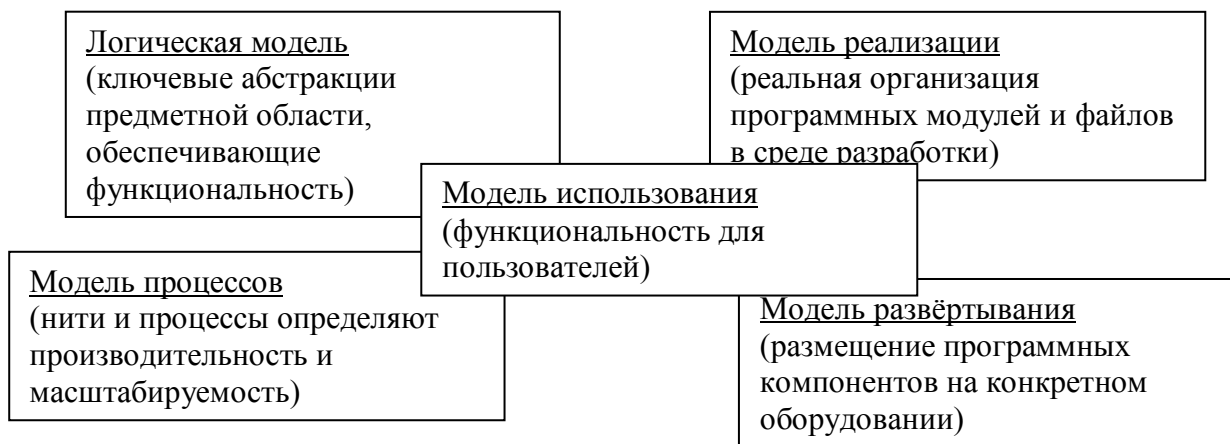 Логическая модель
(ключевые абстракции
предметной области,
обеспечивающие
функциональность)
Модель реализации
(реальная организация
программных модулей и файлов
в среде разработки)
Модель использования
(функциональность для
пользователей)
Модель процессов
(нити и процессы определяют
производительность и
масштабируемость)
Модель развёртывания
(размещение программных
компонентов на конкретном
оборудовании)